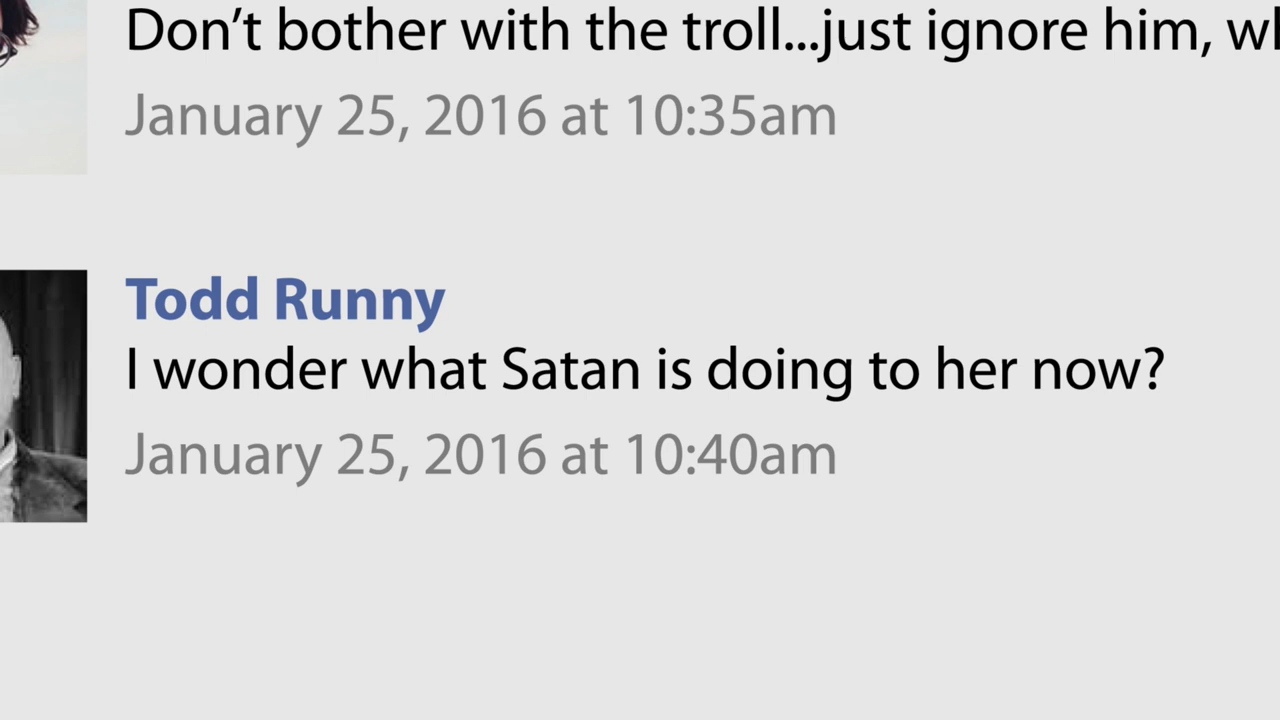 Don't bother with the troll...just ignore him,
January 25, 2016 at 10:35am
Todd Runny
I wonder what Satan is doing to her now?
January 25, 2016 at 10:40am